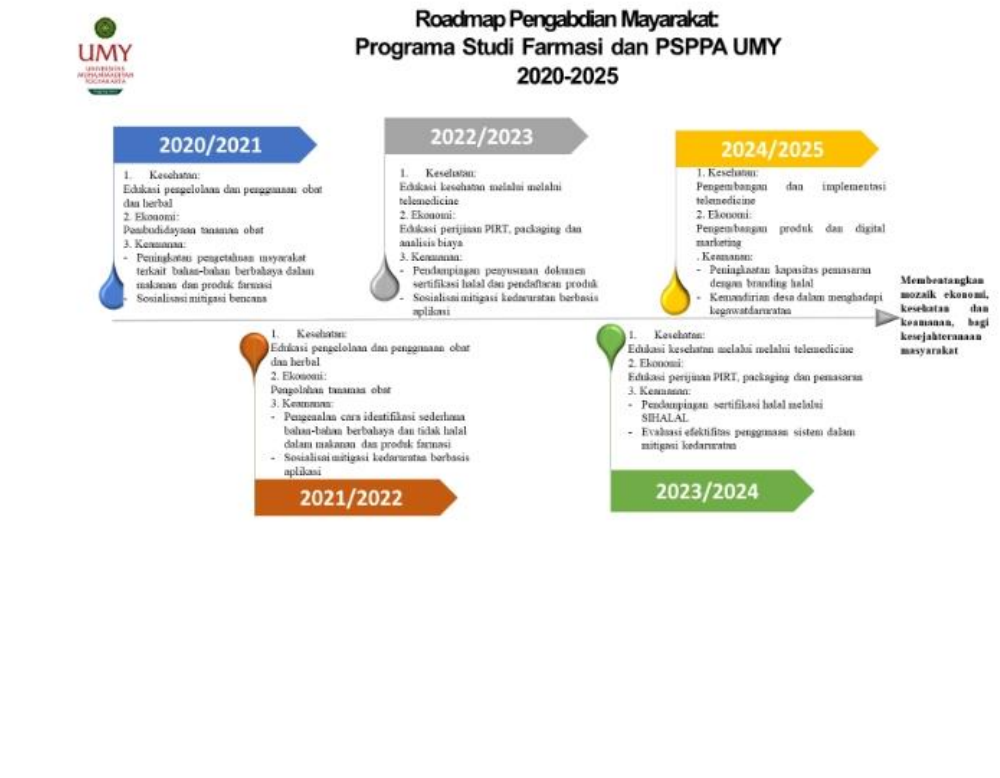 Roadmap Pengabdian Mayarakat:
Programa Studi Farmasi dan PSPPA UMY
2020-2025
UMY
UNIVERSITAS
MUHAMMADIYAH
YOGYAKARTA
2020/2021
1. Kesehatan:
Edukasi pengelolaan dan penggunaan obat
dan herbal
2. Ekonomi:
Pembudidayaan tanaman obat
3. Keamanan:
- Peningkatan pengetahuan masyarakat
terkait bahan-bahan berbahaya dalam
makanan dan produk farmasi
- Sosialisasi mitigasi bencana
2022/2023
1. Kesehatan:
Edukasi kesehatan melalui melalui
telemedicine
2. Ekonomi:
Edukasi perijinan PIRT, packaging dan
analisis biaya
3. Keamanan:
- Pendampingan penyusunan dokumen
sertifikasi halal dan pendaftaran produk
- Sosialisai mitigasi kedaruratan berbasis
aplikasi
2024/2025
1. Kesehatan:
Pengembangan dan implementasi
telemedicine
2. Ekonomi:
Pengembangan produk dan digital
marketing
. Keamanan:
- Peningkaatan kapasitas pemasaran
dengan branding halal
- Kemandirian desa dalam menghadapi
kegawatdaruratan
Membentangkan
mozaik ekonomi,
kesehatan dan
keamanan, bagi
kesejahteranaan
masyarakat
1. Kesehatan:
Edukasi pengelolaan dan penggunaan obat
dan herbal
2. Ekonomi:
Pengolahan tanaman obat
3. Keamanan:
- Pengenalan cara identifikasi sederhana
bahan-bahan berbahaya dan tidak halal
dalam makanan dan produk farmasi
- Sosialisai mitigasi kedaruratan berbasis
aplikasi
2021/2022
1. Kesehatan:
Edukasi kesehatan melalui melalui telemedicine
2. Ekonomi:
Edukasi perijinan PIRT, packaging dan pemasaran
3. Keamanan:
- Pendampingan sertifikasi halal melalui
SIHALAL
- Evaluasi efektifitas penggunaan sistem dalam
mitigasi kedaruratan
2023/2024